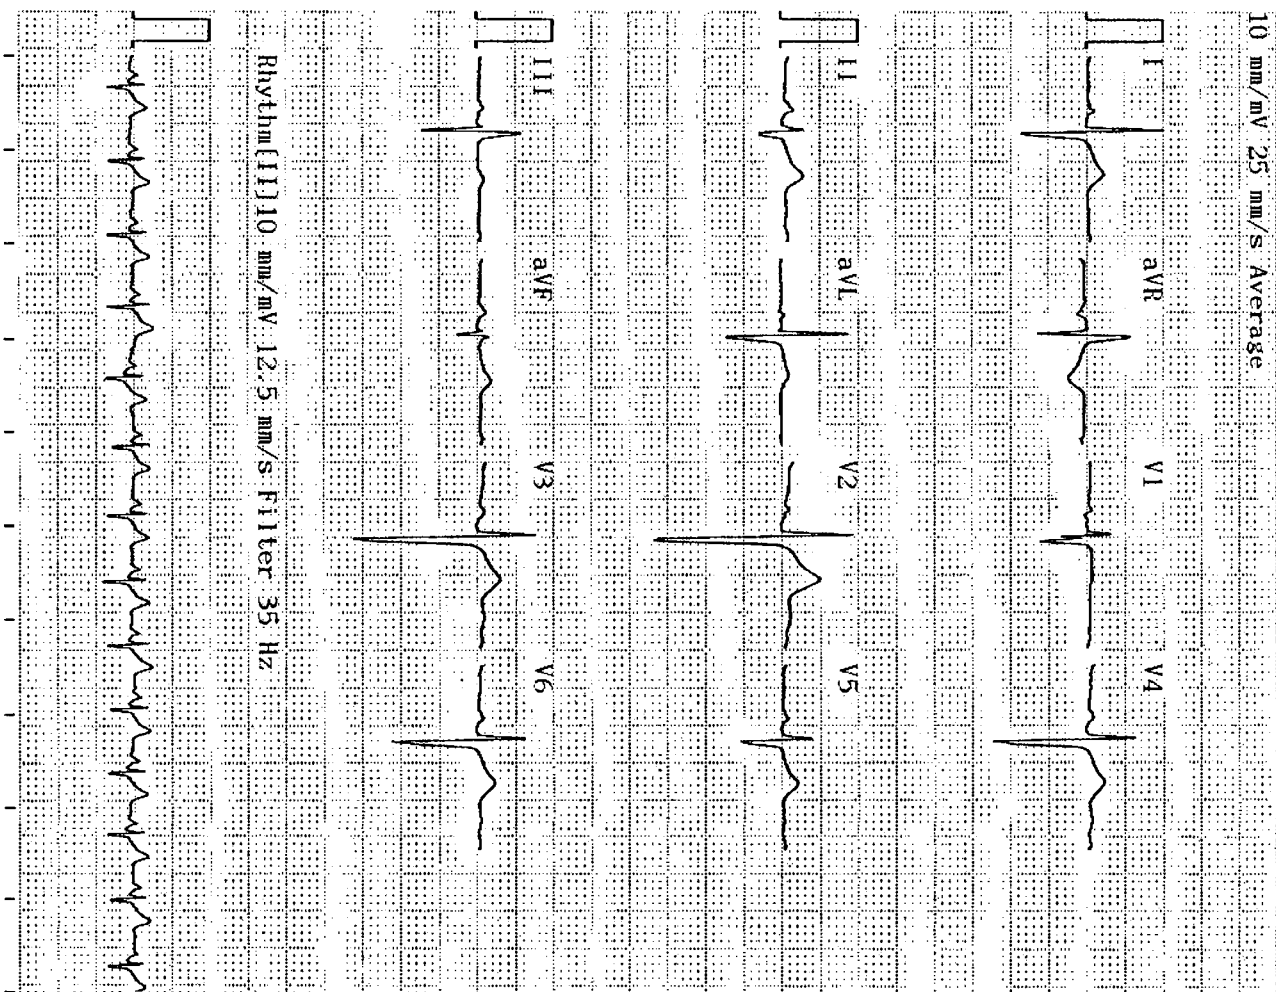 10 mm/mV 25 mm/s Average
I
aVR
V1
V4
II
aVL
V2
V5
III
aVF
V3
V6
Rhythm[II]10 mm/mV 12.5 mm/s Filter 35 Hz